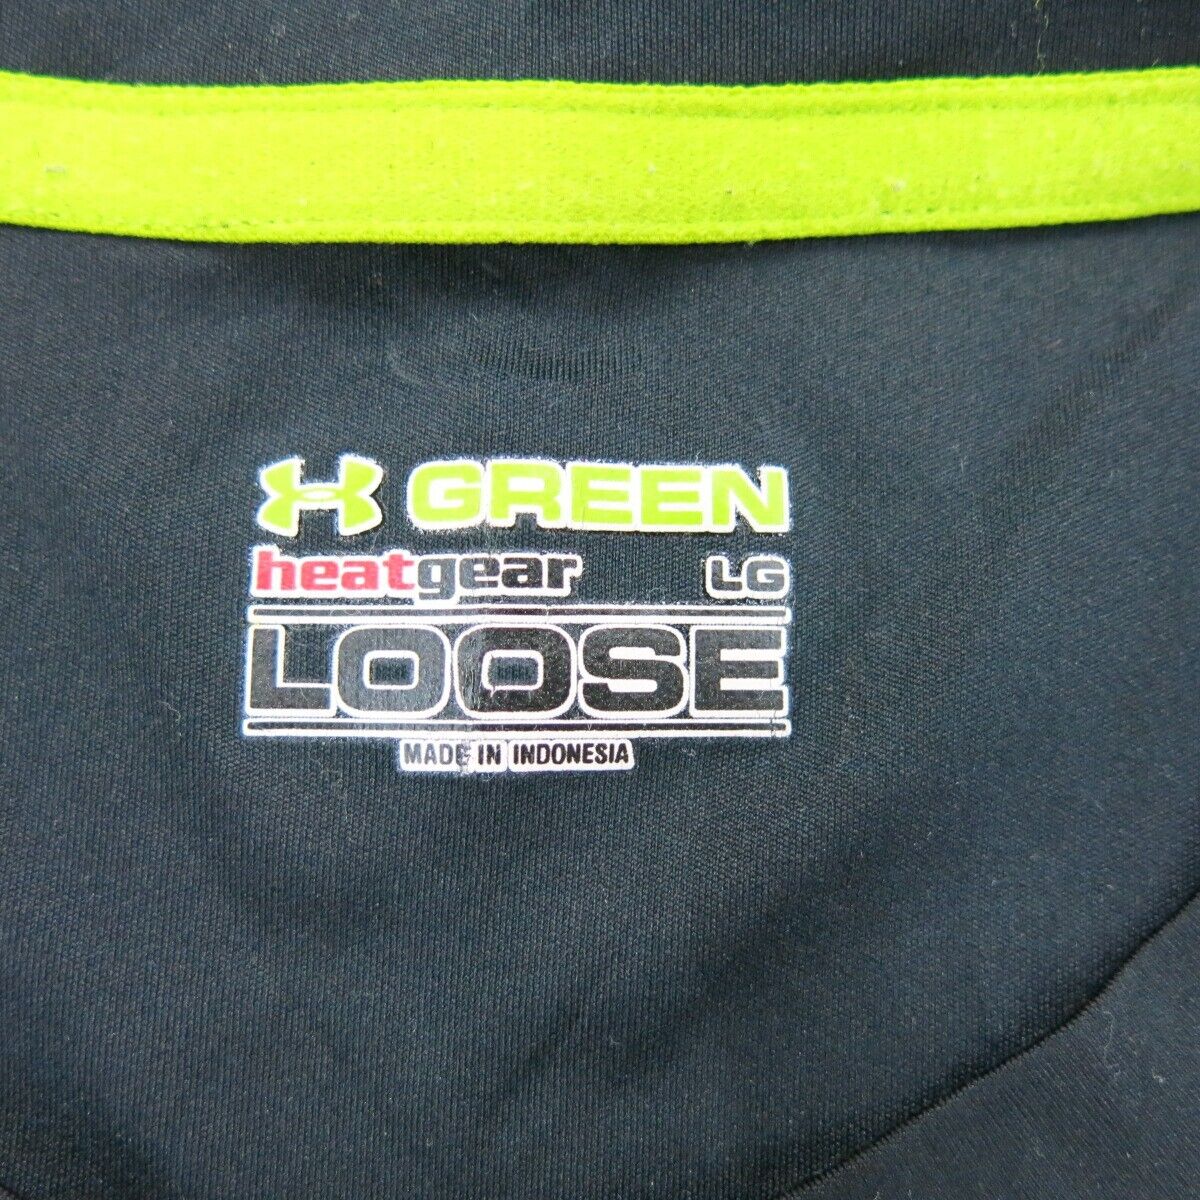 GREEN
heatgear LG
LOOSE
MADE IN INDONESIA